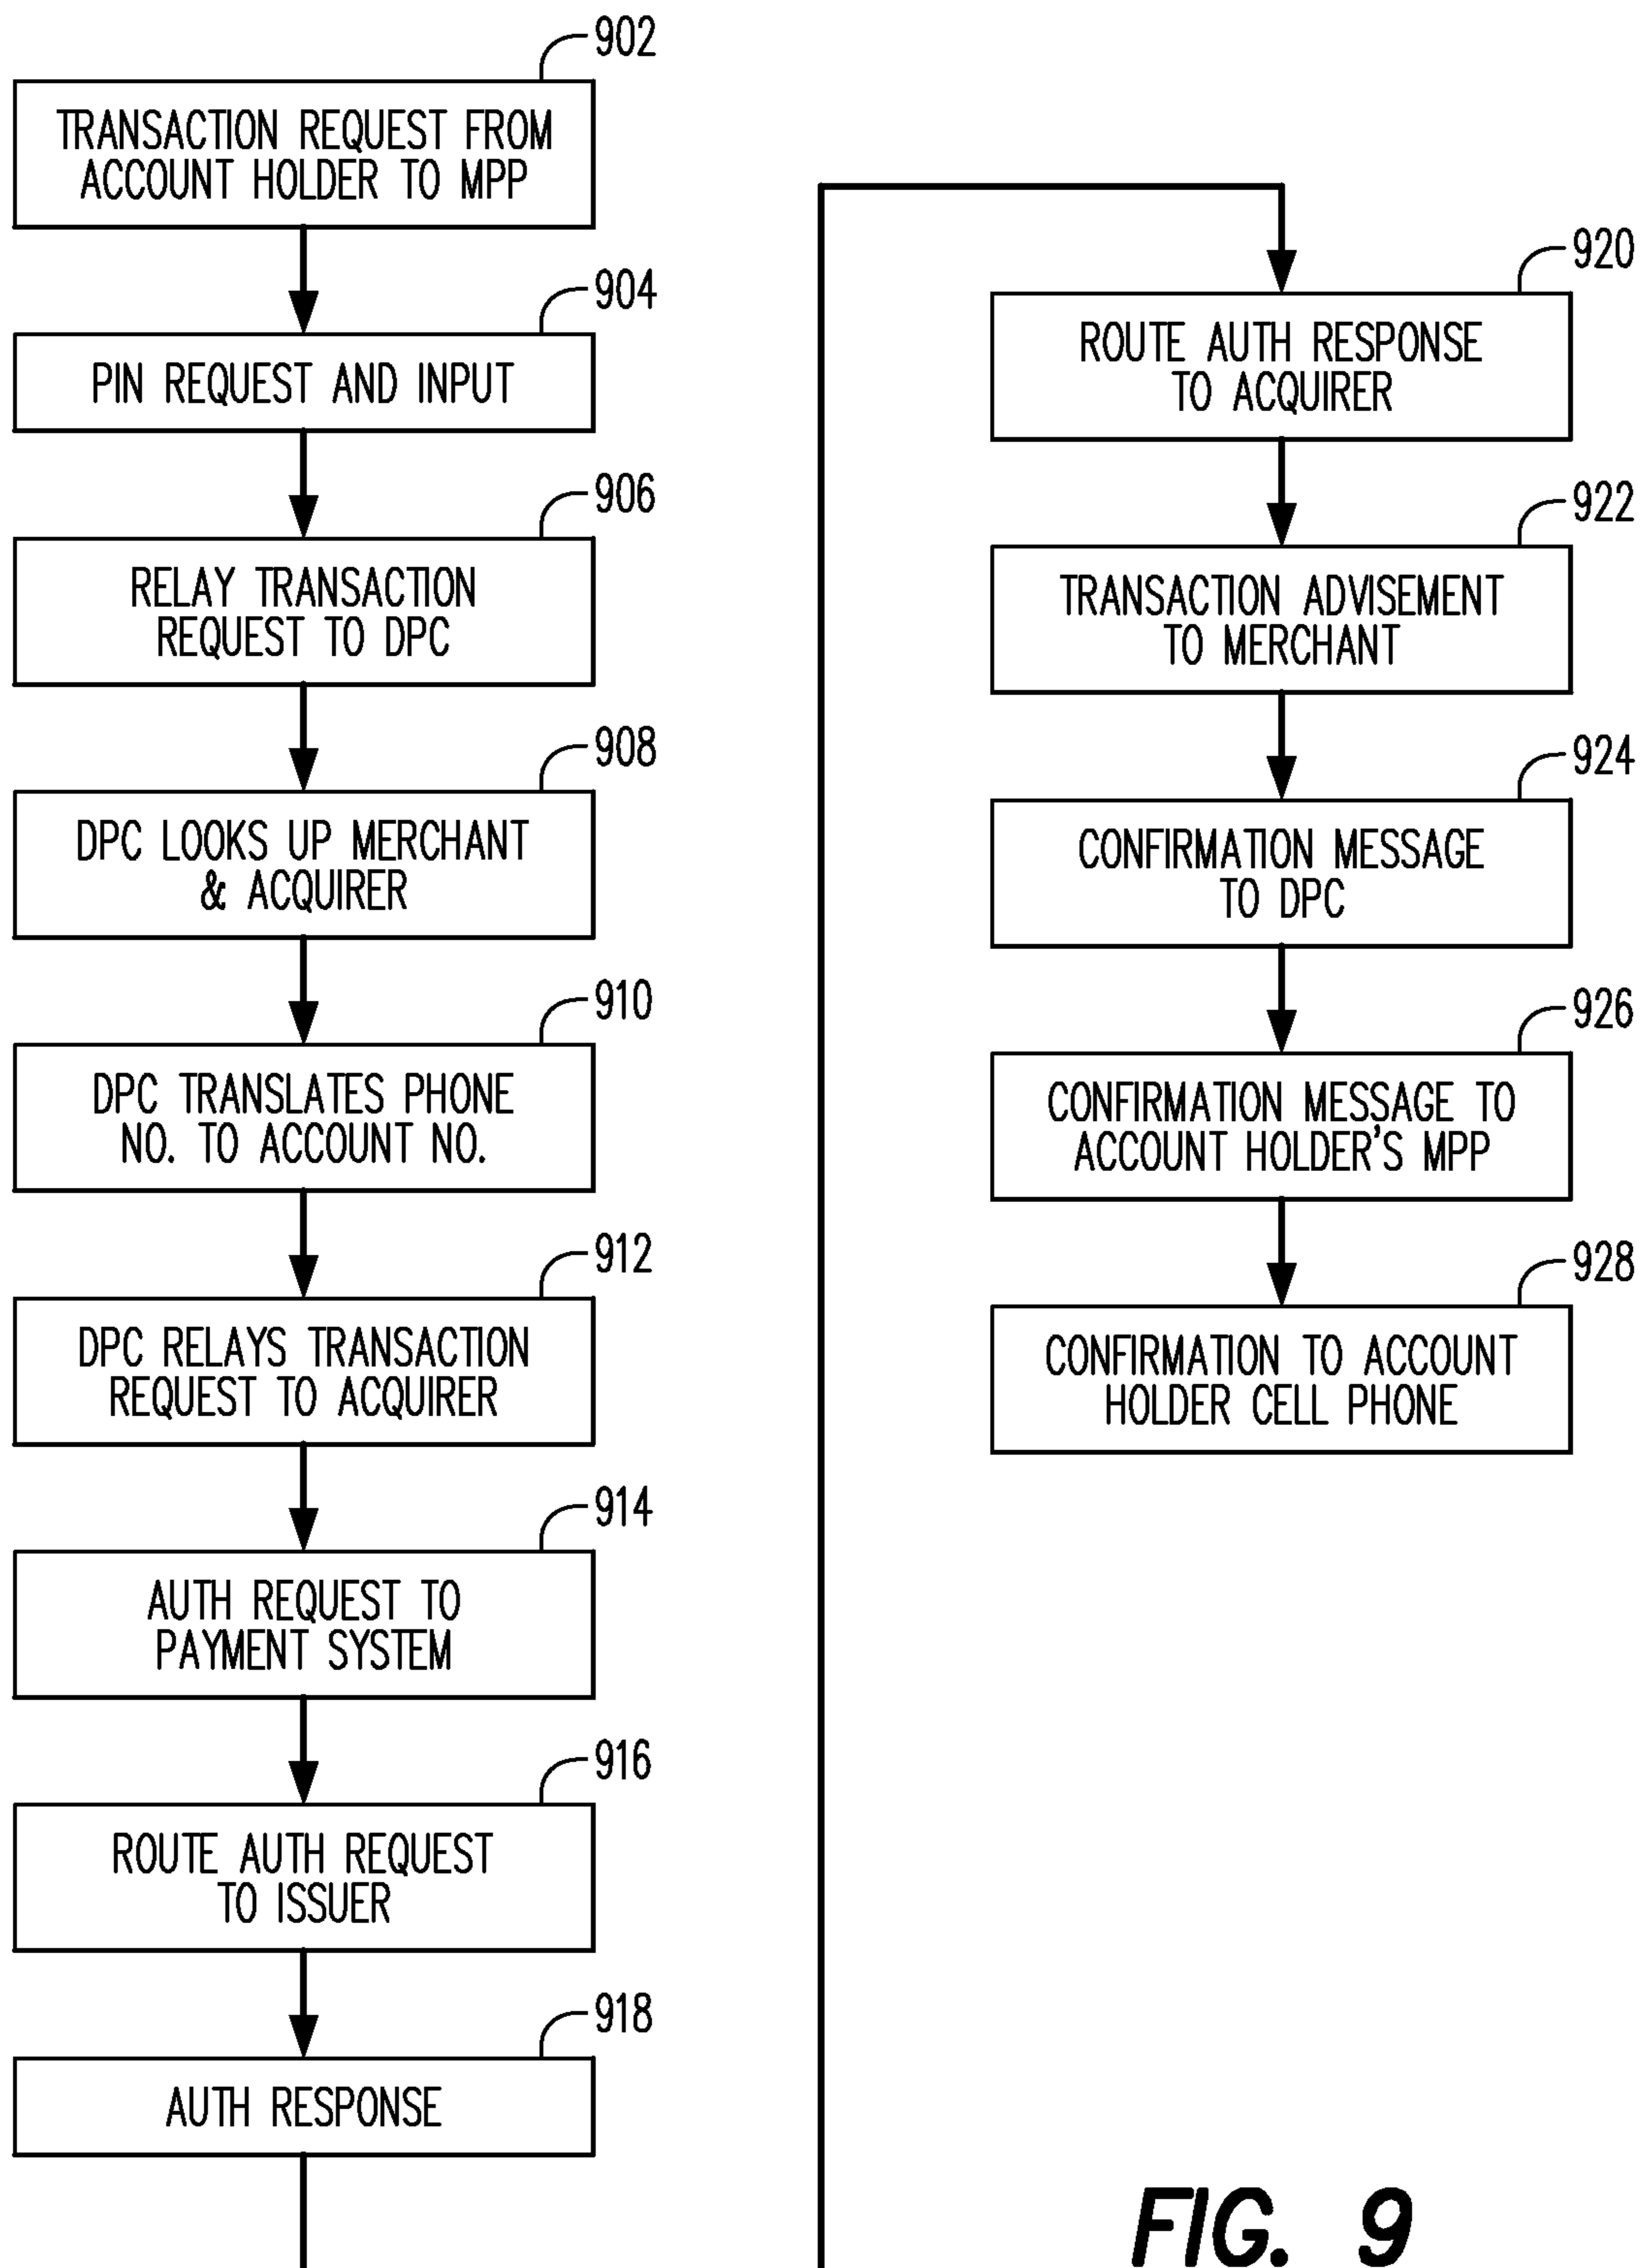 902
TRANSACTION REQUEST FROM
ACCOUNT HOLDER TO MPP
904
PIN REQUEST AND INPUT
906
RELAY TRANSACTION
REQUEST TO DPC
908
DPC LOOKS UP MERCHANT
& ACQUIRER
910
DPC TRANSLATES PHONE
NO. TO ACCOUNT NO.
912
DPC RELAYS TRANSACTION
REQUEST TO ACQUIRER
914
AUTH REQUEST TO
PAYMENT SYSTEM
916
ROUTE AUTH REQUEST
TO ISSUER
918
AUTH RESPONSE
920
ROUTE AUTH RESPONSE
TO ACQUIRER
922
TRANSACTION ADVISEMENT
TO MERCHANT
924
CONFIRMATION MESSAGE
TO DPC
926
CONFIRMATION MESSAGE TO
ACCOUNT HOLDER'S MPP
928
CONFIRMATION TO ACCOUNT
HOLDER CELL PHONE
FIG. 9